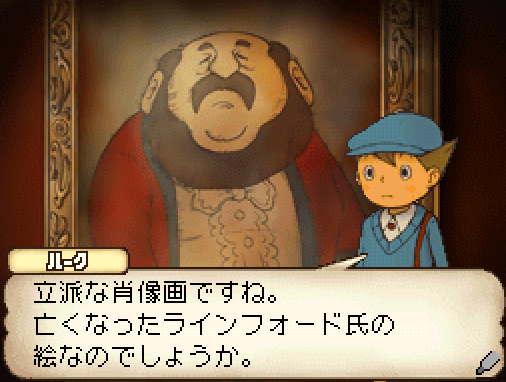 ルーク
立派な肖像画ですね。
亡くなったラインフォード氏の
絵なのでしょうか。